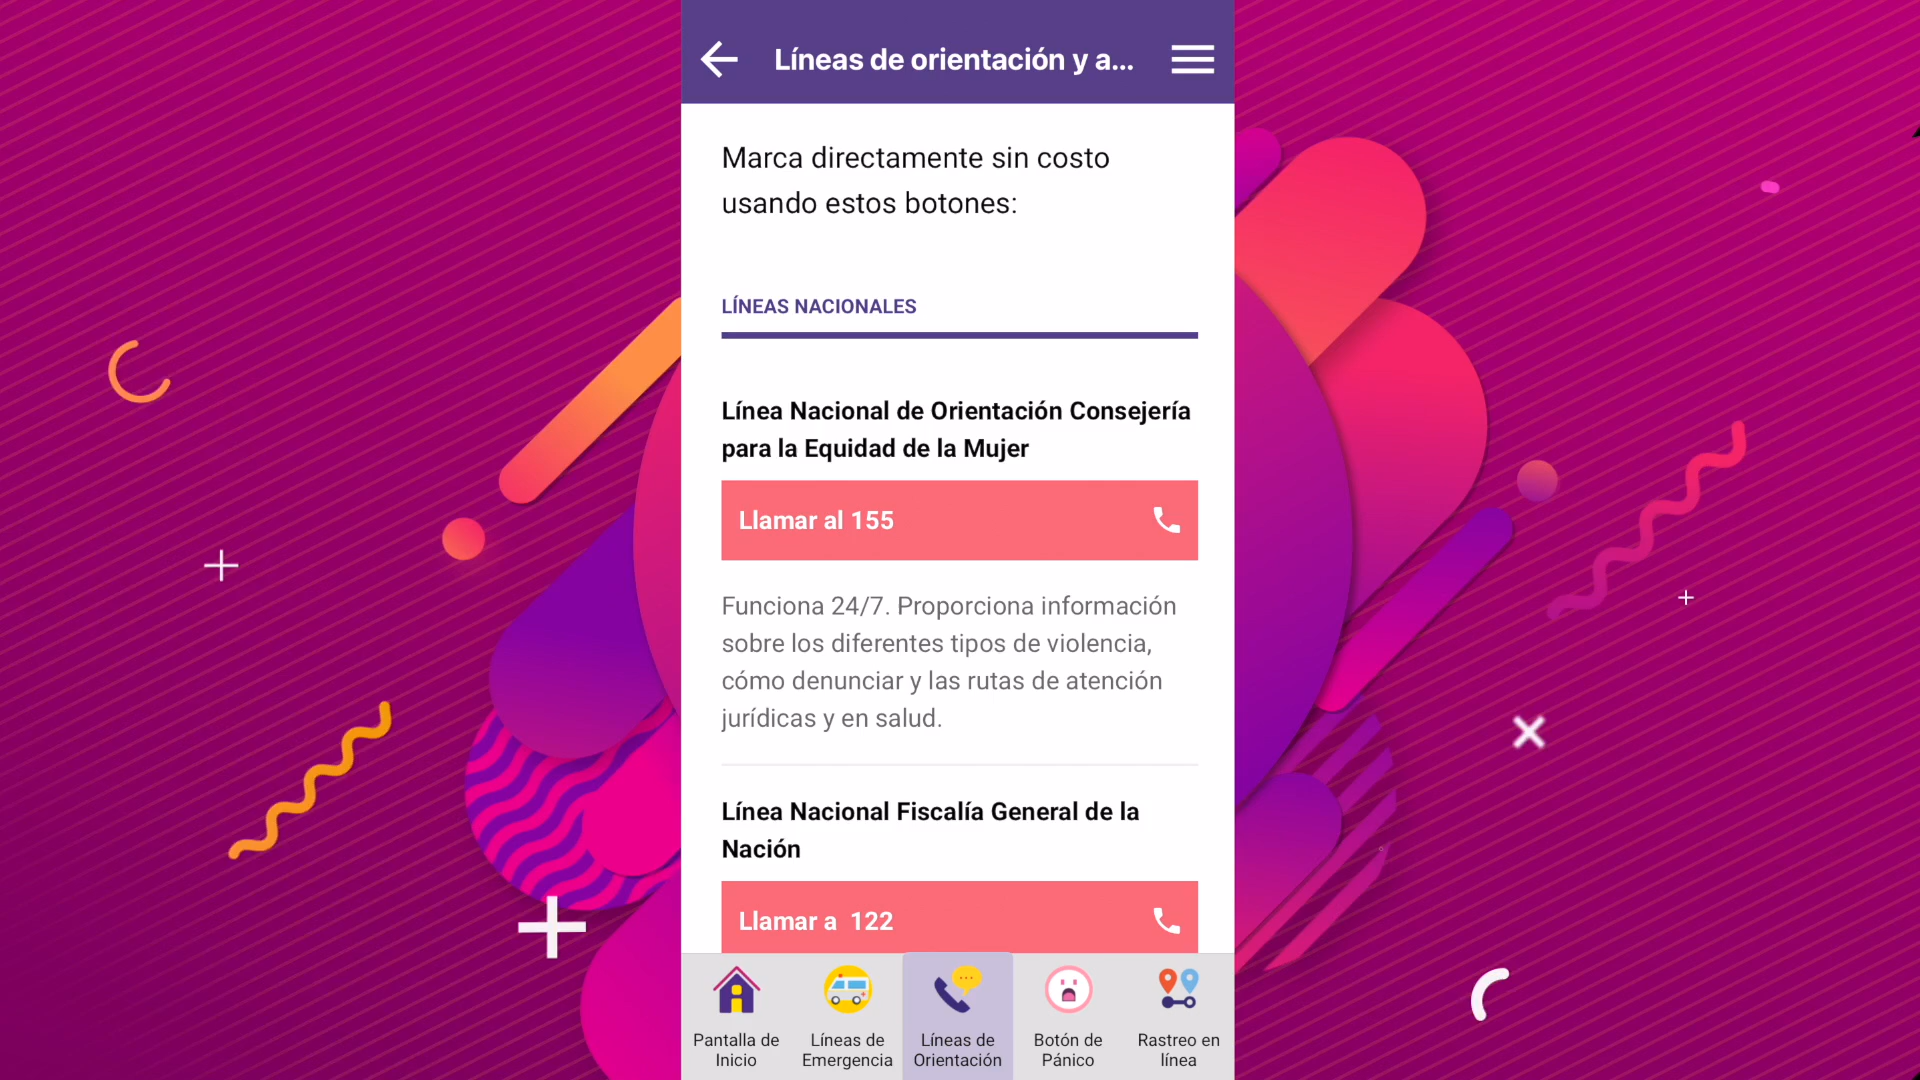 Líneas de orientación y a...
Marca directamente sin costo
usando estos botones:
LÍNEAS NACIONALES
Línea Nacional de Orientación Consejería
para la Equidad de la Mujer
Llamar al 155
Funciona 24/7. Proporciona información
sobre los diferentes tipos de violencia,
cómo denunciar y las rutas de atención
jurídicas y en salud.
Línea Nacional Fiscalía General de la
Nación
Llamar a  122
Pantalla de
Inicio
Líneas de
Emergencia
Líneas de
Orientación
Botón de
Pánico
Rastreo en
línea